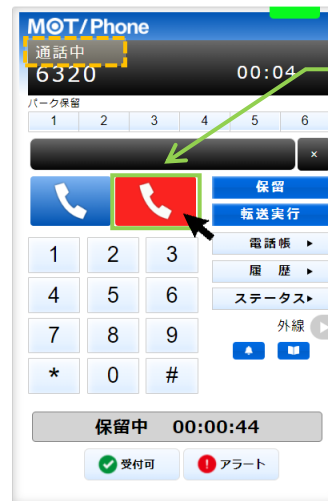 MOT/Phone
通話中
6320 00:04
パーク保留
1 2 3 4 5 6
×
保留
転送実行
電話帳
履 歴
ステータス
外線
1 2 3
4 5 6
7 8 9
* 0 #
保留中 00:00:44
受付可 アラート